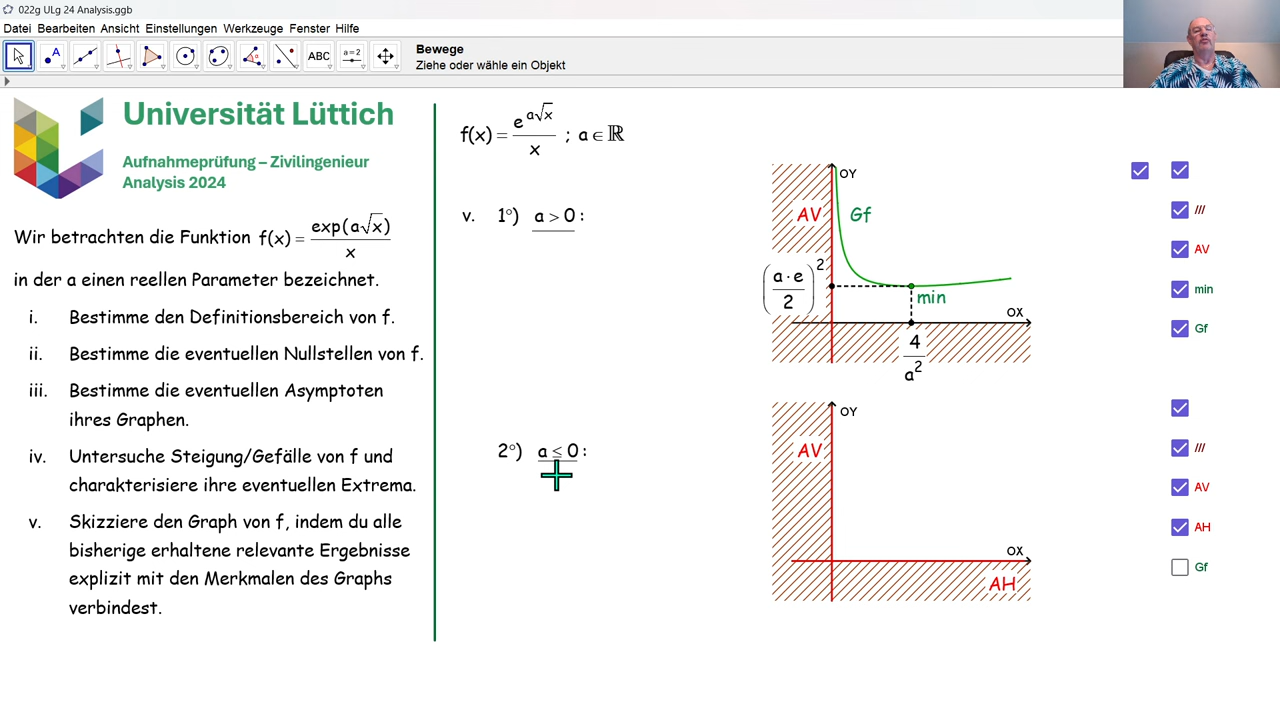 022g ULg 24 Analysis.ggb
Datei Bearbeiten Ansicht Einstellungen Werkzeuge Fenster Hilfe
A ABC a=2 Bewege
Ziehe oder wähle ein Objekt
Universität Lüttich
Aufnahmeprüfung – Zivilingenieur
Analysis 2024
Wir betrachten die Funktion f(x) = exp(a√x) / x
in der a einen reellen Parameter bezeichnet.
i. Bestimme den Definitionsbereich von f.
ii. Bestimme die eventuellen Nullstellen von f.
iii. Bestimme die eventuellen Asymptoten
ihres Graphen.
iv. Untersuche Steigung/Gefälle von f und
charakterisiere ihre eventuellen Extrema.
v. Skizziere den Graph von f, indem du alle
bisherige erhaltene relevante Ergebnisse
explizit mit den Merkmalen des Graphs
verbindest.
f(x) = e^(a√x) / x ; a ∈ ℝ
v. 1°) a > 0 :
OY
AV Gf
(a·e / 2)²
min
OX
4 / a²
2°) a ≤ 0 :
OY
AV
OX
AH
///
AV
min
Gf
///
AV
AH
Gf